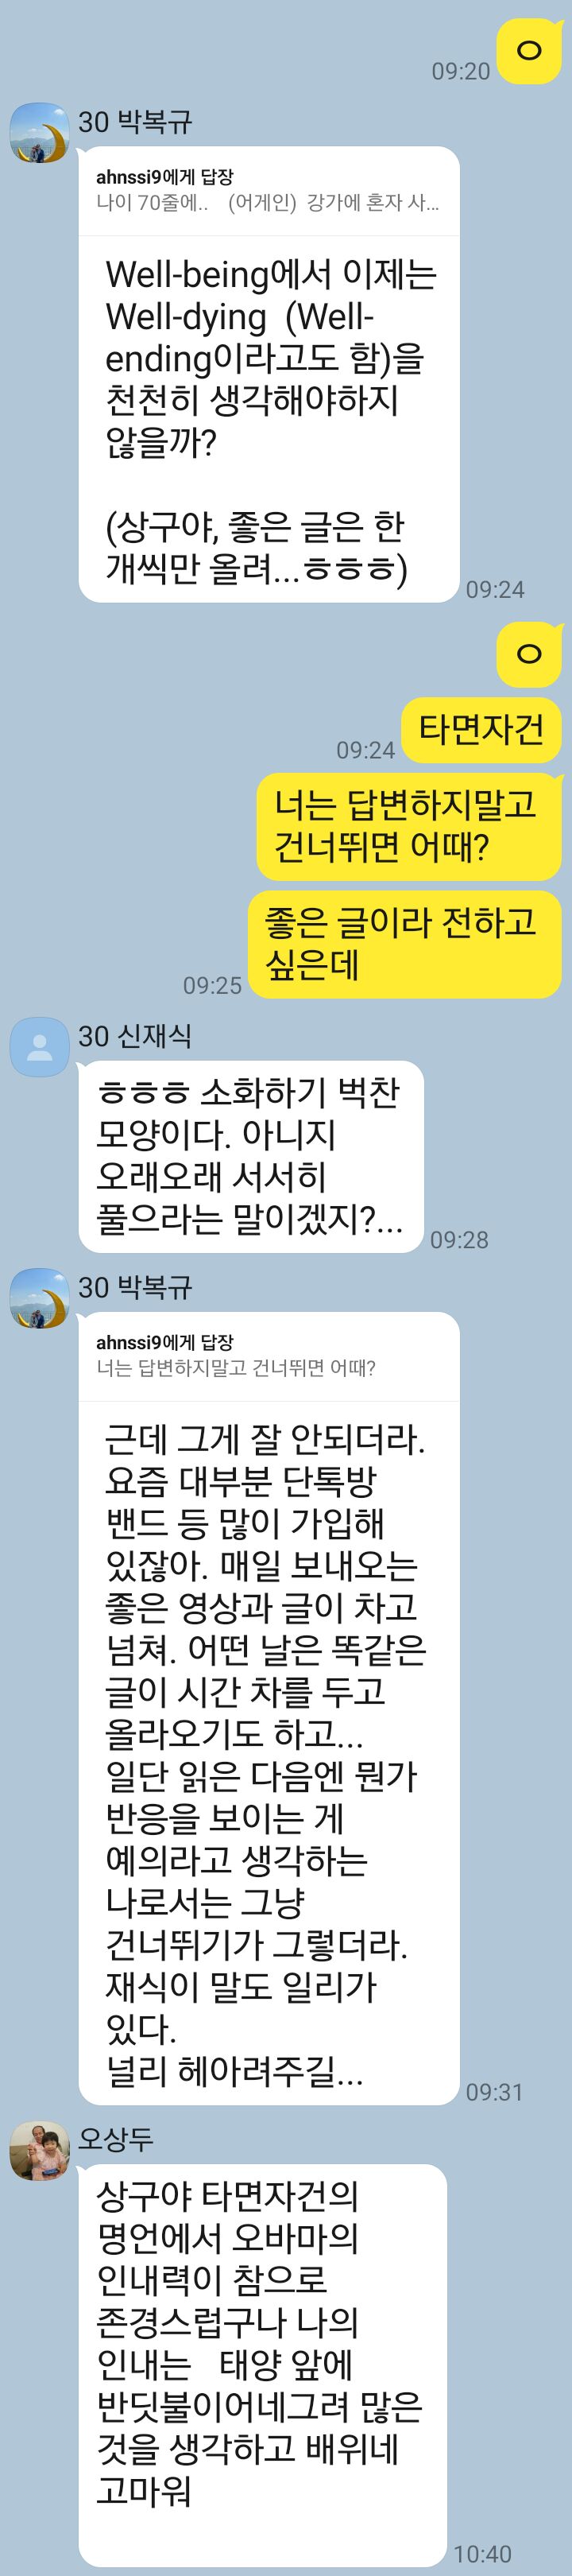 ㅇ
09:20
30 박복규
ahnssi9에게 답장
나이 70줄에.. (어게인) 강가에 혼자 사...
Well-being에서 이제는
Well-dying (Well-
ending이라고도 함)을
천천히 생각해야하지
않을까?
(상구야, 좋은 글은 한
개씩만 올려...ㅎㅎㅎ)
09:24
ㅇ
타면자건
09:24
너는 답변하지말고
건너뛰면 어때?
좋은 글이라 전하고
싶은데
09:25
30 신재식
ㅎㅎㅎ 소화하기 벅찬
모양이다. 아니지
오래오래 서서히
풀으라는 말이겠지?...
09:28
30 박복규
ahnssi9에게 답장
너는 답변하지말고 건너뛰면 어때?
근데 그게 잘 안되더라.
요즘 대부분 단톡방
밴드 등 많이 가입해
있잖아. 매일 보내오는
좋은 영상과 글이 차고
넘쳐. 어떤 날은 똑같은
글이 시간 차를 두고
올라오기도 하고...
일단 읽은 다음엔 뭔가
반응을 보이는 게
예의라고 생각하는
나로서는 그냥
건너뛰기가 그렇더라.
재식이 말도 일리가
있다.
널리 헤아려주길...
09:31
오상두
상구야 타면자건의
명언에서 오바마의
인내력이 참으로
존경스럽구나 나의
인내는 태양 앞에
반딧불이어네그려 많은
것을 생각하고 배위네
고마워
10:40